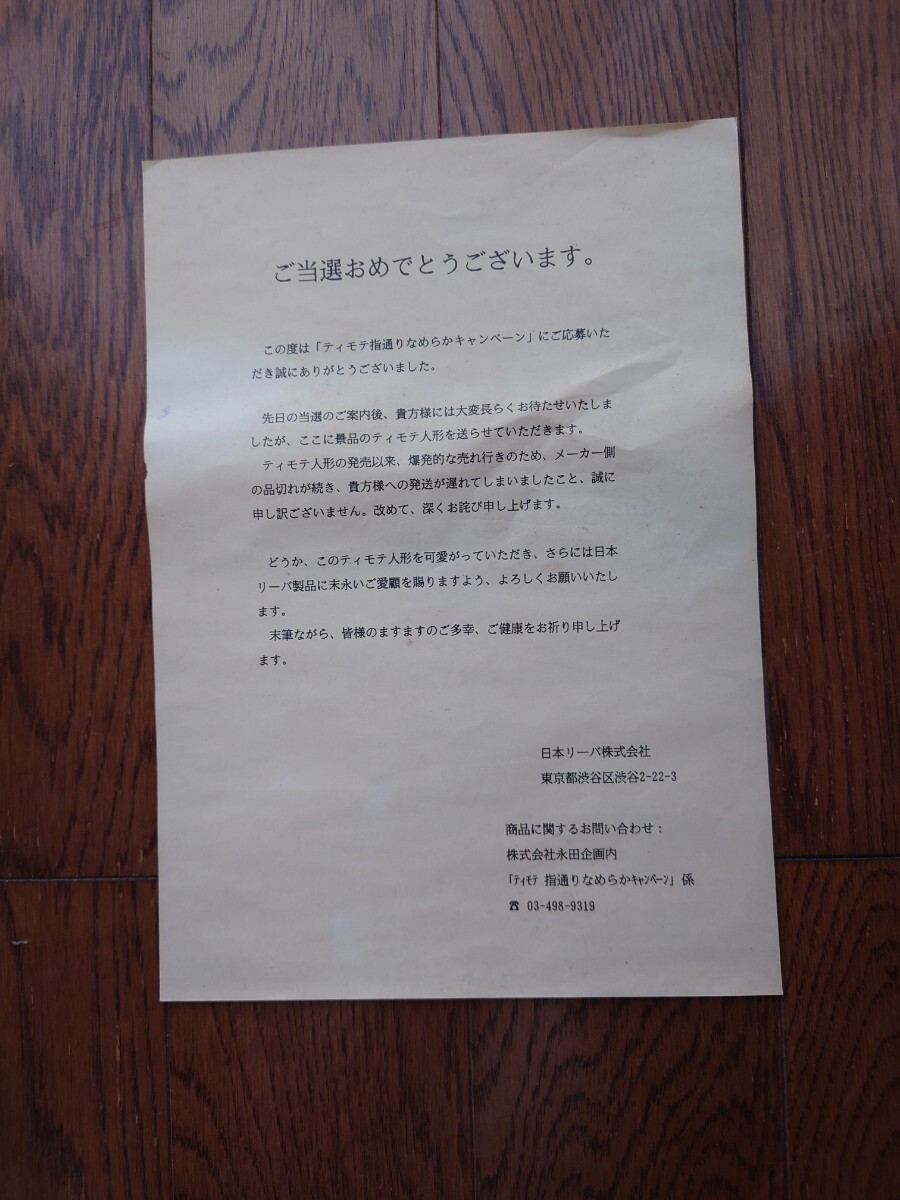 ご当選おめでとうございます。
この度は「ティモテ指通りなめらかキャンペーン」にご応募いた
だき誠にありがとうございました。
先日の当選のご案内後、貴方様には大変長らくお待たせいたしま
したが、ここに景品のティモテ人形を送らせていただきます。
ティモテ人形の発売以来、爆発的な売れ行きのため、メーカー側
の品切れが続き、貴方様への発送が遅れてしまいましたこと、誠に
申し訳ございません。改めて、深くお詫び申し上げます。
どうか、このティモテ人形を可愛がっていただき、さらには日本
リーバ製品に末永いご愛顧を賜りますよう、よろしくお願いいたし
ます。
末筆ながら、皆様のますますのご多幸、ご健康をお祈り申し上げ
ます。
日本リーバ株式会社
東京都渋谷区渋谷2-22-3
商品に関するお問い合わせ：
株式会社永田企画内
「ﾃｨﾓﾃ 指通りなめらかｷｬﾝﾍﾟｰﾝ」係
☎ 03-498-9319